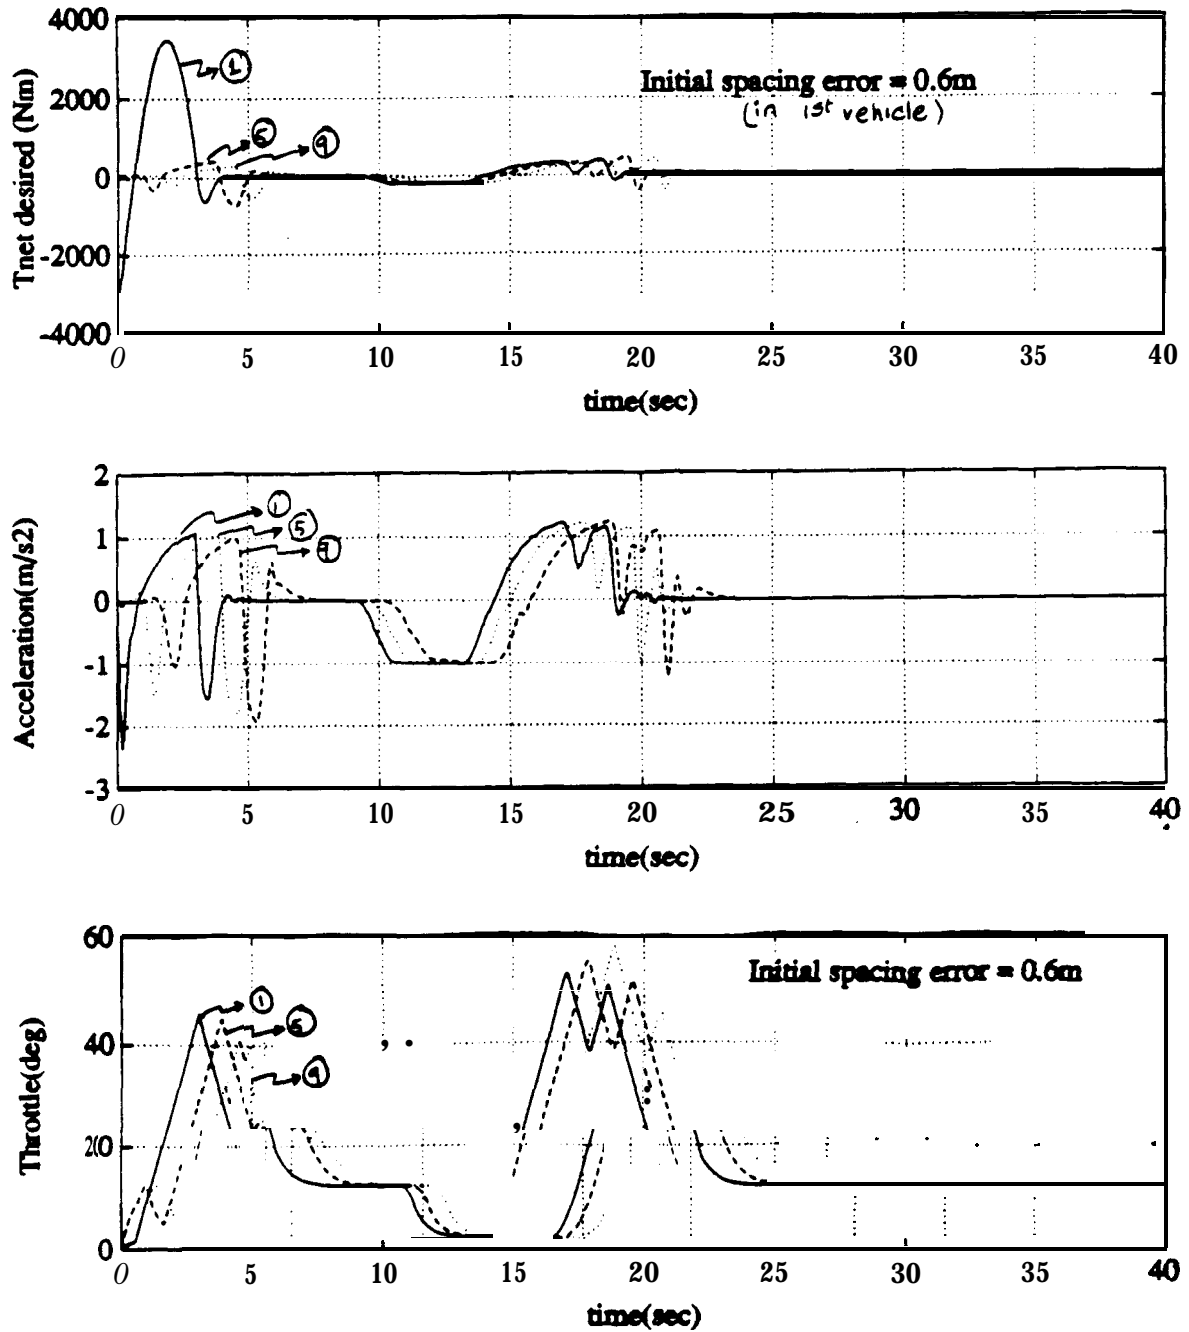 4000
2000
0
-2000
-4000
Tnet desired (Nm)
1
5
9
Initial spacing error = 0.6m
(in 1st vehicle)
0 5 10 15 20 25 30 35 40
time(sec)
2
1
0
-1
-2
-3
Acceleration(m/s2)
1
5
9
0 5 10 15 20 25 30 35 40
time(sec)
60
40
20
0
Throttle(deg)
1
5
9
Initial spacing error = 0.6m
0 5 10 15 20 25 30 35 40
time(sec)